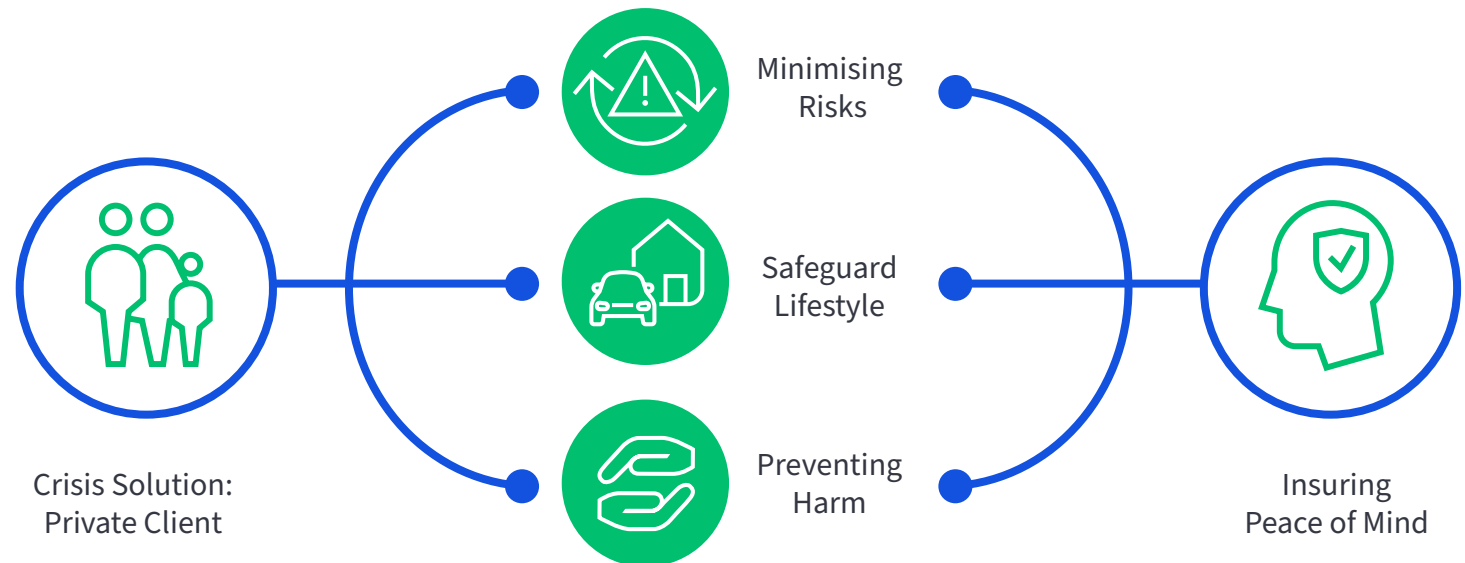 Minimising
Risks
Safeguard
Lifestyle
Preventing
Harm
Crisis Solution:
Private Client
Insuring
Peace of Mind